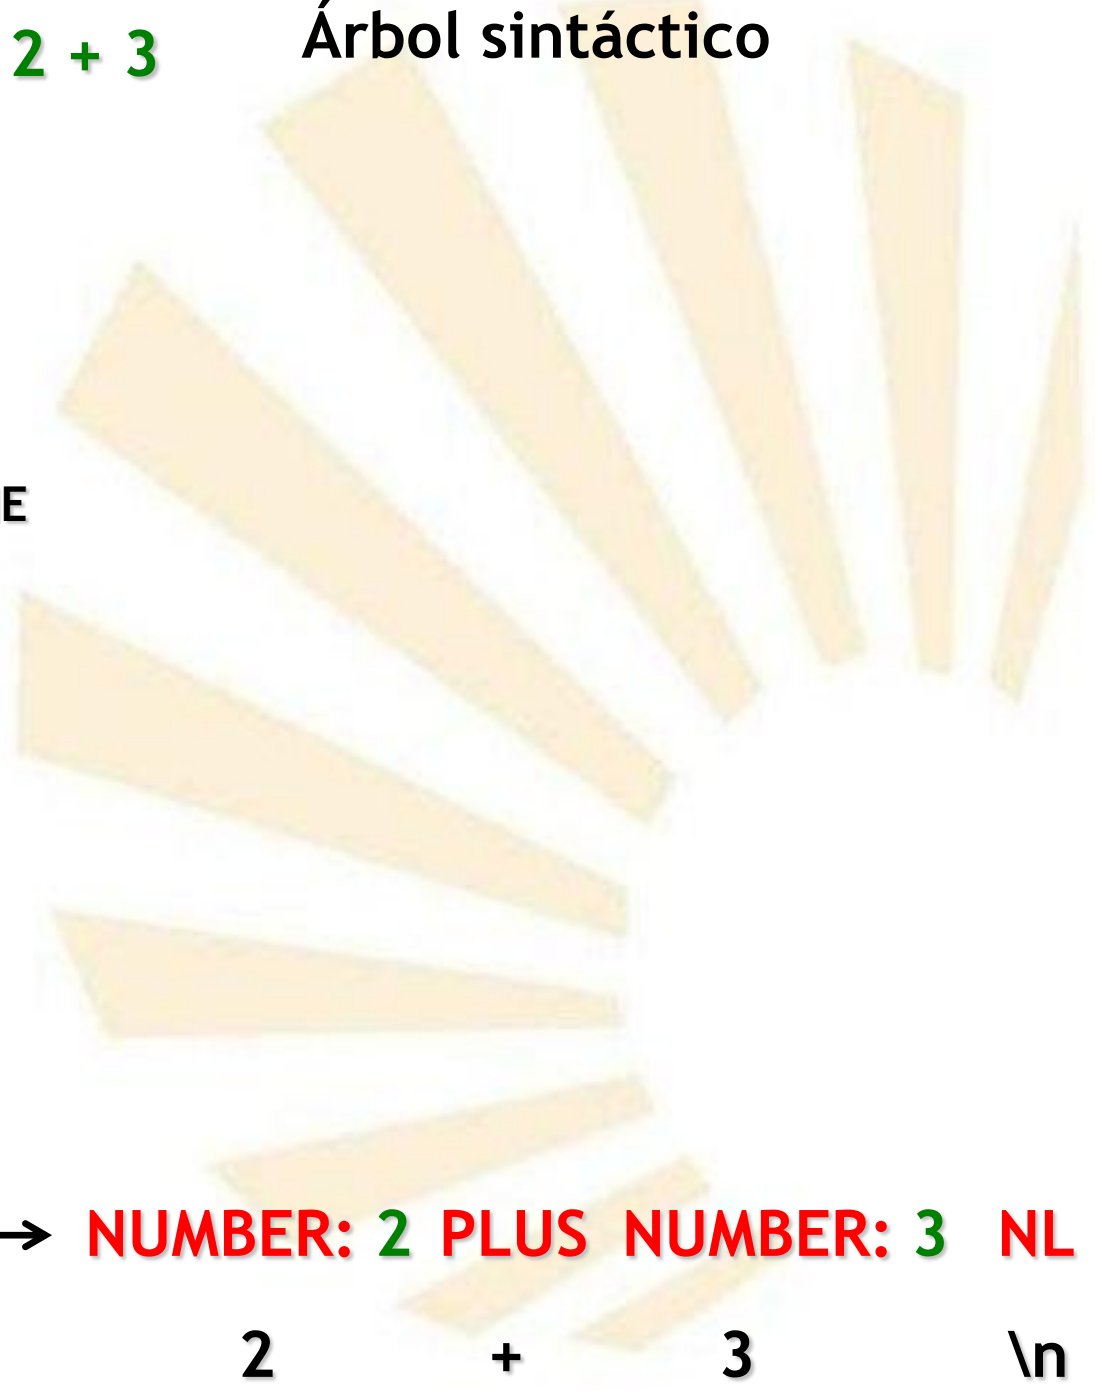 Árbol sintáctico
2 + 3
E
→ NUMBER: 2 PLUS NUMBER: 3 NL
2 + 3 \n